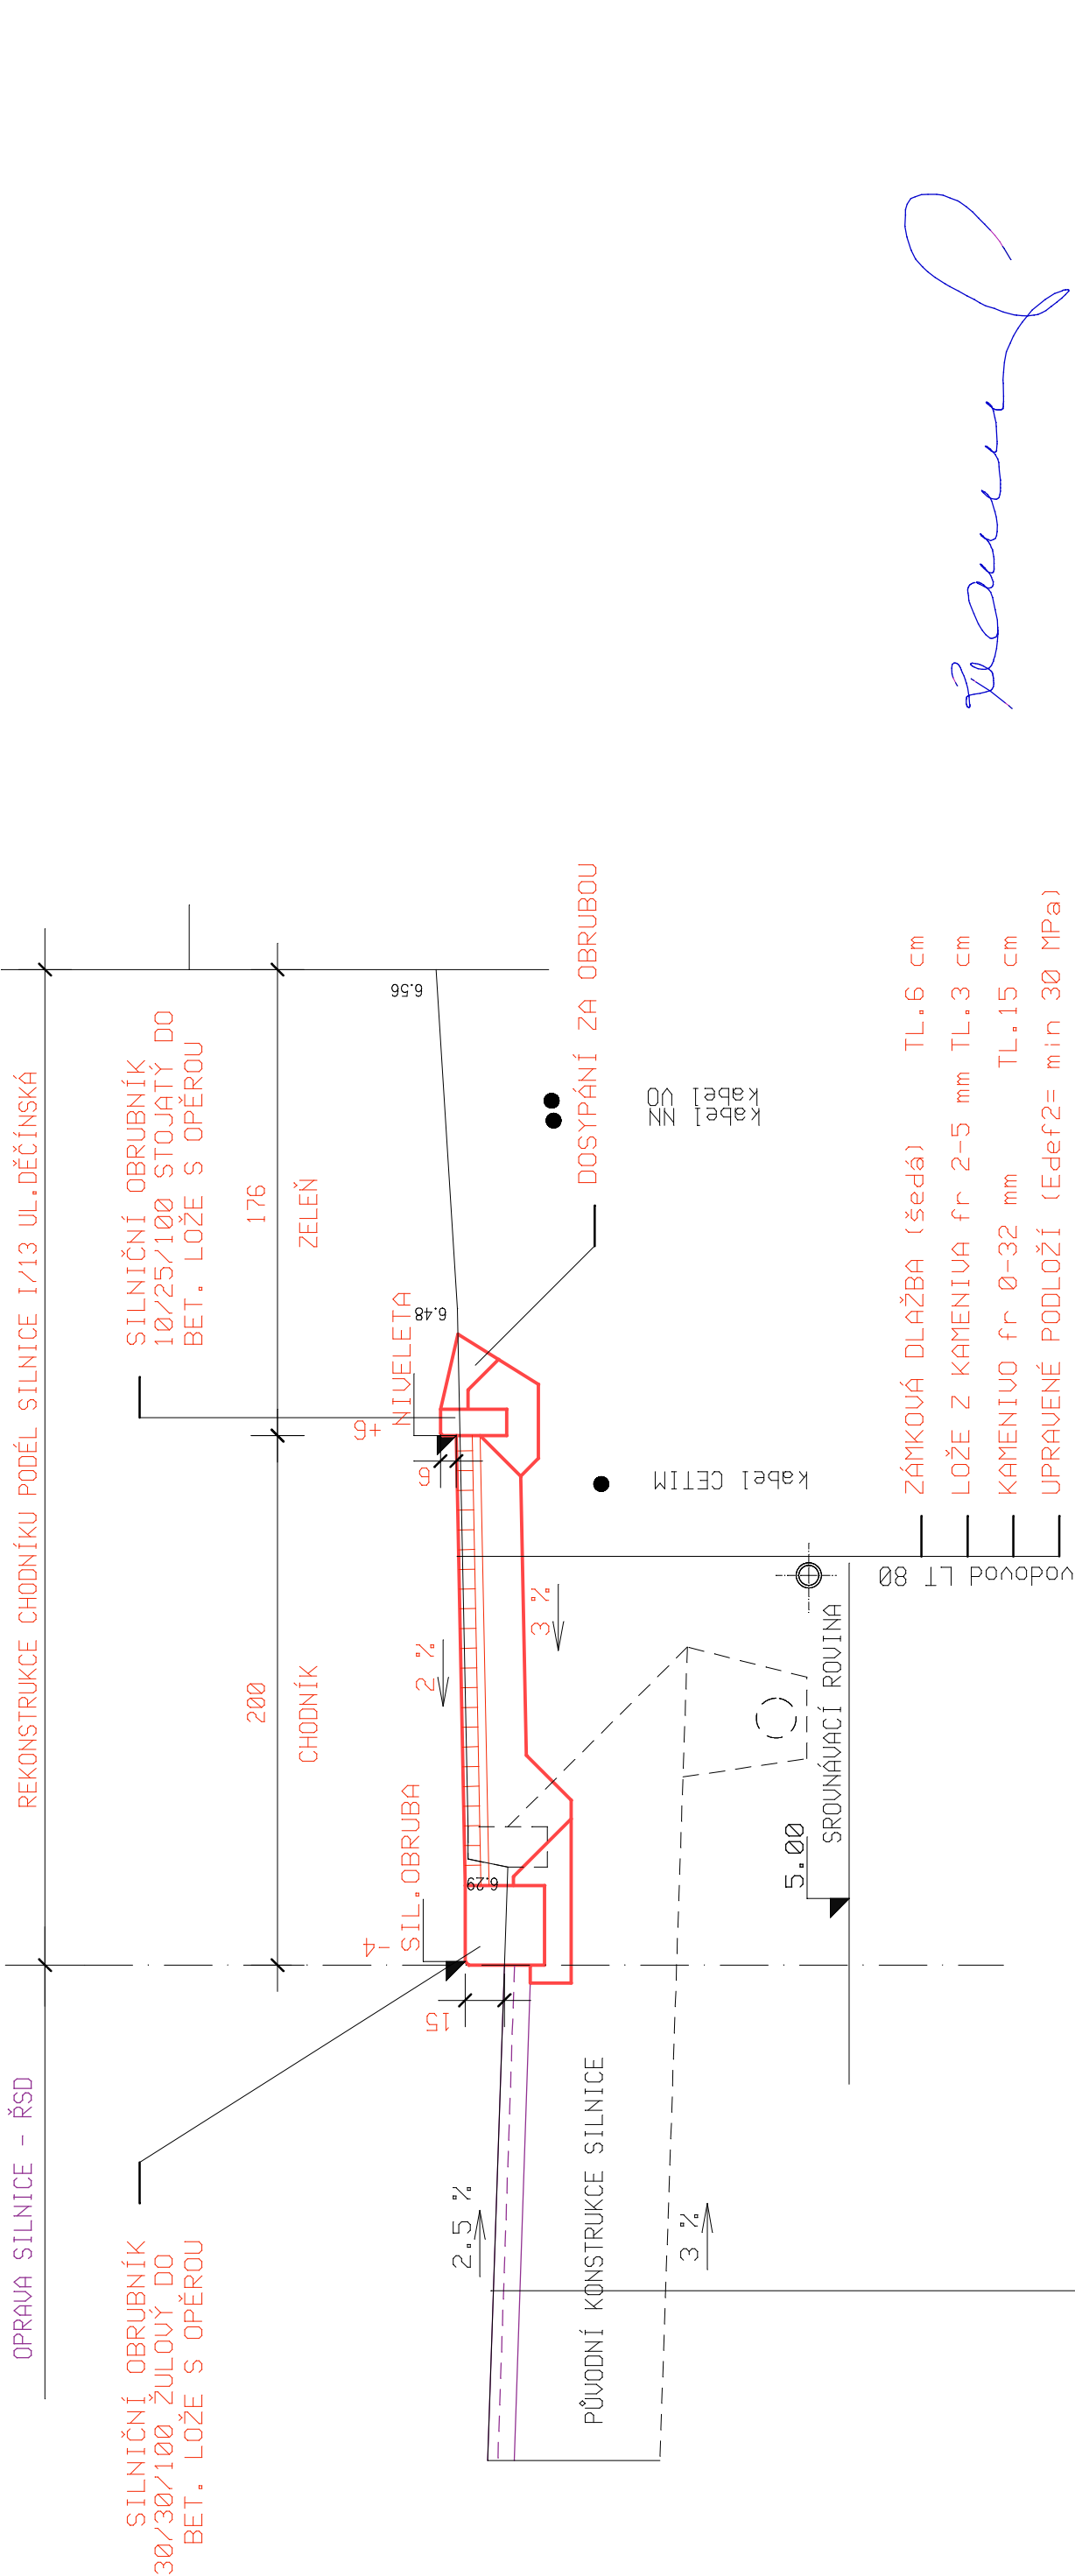 OPRAVA SILNICE - ŘSD
REKONSTRUKCE CHODNÍKU PODÉL SILNICE I/13 UL.DĚČÍNSKÁ
SILNIČNÍ OBRUBNÍK
30/30/100 ŽULOVÝ DO
BET. LOŽE S OPĚROU
SILNIČNÍ OBRUBNÍK
10/25/100 STOJATÝ DO
BET. LOŽE S OPĚROU
200
176
CHODNÍK
ZELEŇ
-4
SIL.OBRUBA
+6
NIVELETA
15
6
6.29
6.48
6.56
2.5 %
2 %
3 %
3 %
PŮVODNÍ KONSTRUKCE SILNICE
DOSYPÁNÍ ZA OBRUBOU
kabel CETIM
kabel NN
kabel VO
5.00
SROVNÁVACÍ ROVINA
vodovod LT 80
ZÁMKOVÁ DLAŽBA (šedá) TL.6 cm
LOŽE Z KAMENIVA fr 2-5 mm TL.3 cm
KAMENIVO fr 0-32 mm TL.15 cm
UPRAVENÉ PODLOŽÍ (Edef2= min 30 MPa)